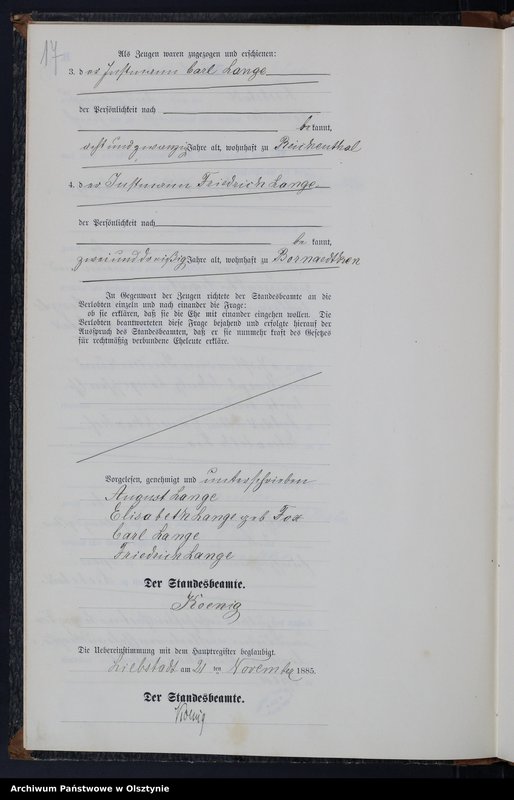 17
Als Zeugen waren zugezogen und erschienen:
3. der Instmann Carl Lange
der Persönlichkeit nach
bekannt,
acht und zwanzig Jahre alt, wohnhaft zu Reichenthal
4. der Instmann Friedrich Lange
der Persönlichkeit nach
bekannt,
zwei und dreißig Jahre alt, wohnhaft zu
In Gegenwart der Zeugen richtete der Standesbeamte an die
Verlobten einzeln und nach einander die Frage:
ob sie erklären, daß sie die Ehe mit einander eingehen wollen. Die
Verlobten beantworteten diese Frage bejahend und erfolgte hierauf der
Ausspruch des Standesbeamten, daß er sie nunmehr kraft des Gesetzes
für rechtmäßig verbundene Eheleute erkläre.
Vorgelesen, genehmigt und unterschrieben
August Lange
Elisabeth Lange geb. Fox
Carl Lange
Friedrich Lange
Der Standesbeamte.
Koenig
Die Uebereinstimmung mit dem Hauptregister beglaubigt.
Liebstadt am 21 ten November 1885.
Der Standesbeamte.
Koenig
Archiwum Państwowe w Olsztynie